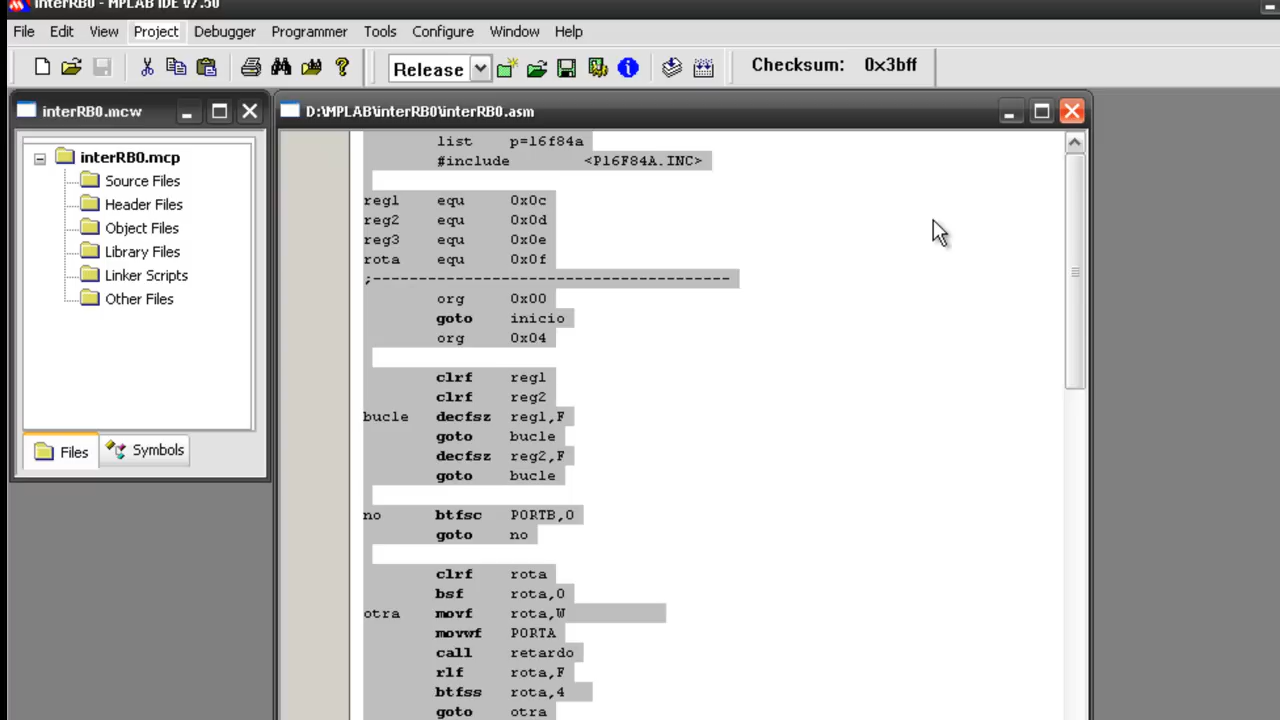 interRB0 - MPLAB IDE v7.50
File Edit View Project Debugger Programmer Tools Configure Window Help
Release Checksum: 0x3bff
interRB0.mcw
interRB0.mcp
Source Files
Header Files
Object Files
Library Files
Linker Scripts
Other Files
Files Symbols
D:\MPLAB\interRB0\interRB0.asm
list p=16f84a
#include <P16F84A.INC>
reg1 equ 0x0c
reg2 equ 0x0d
reg3 equ 0x0e
rota equ 0x0f
;---------------------------------------
org 0x00
goto inicio
org 0x04
clrf reg1
clrf reg2
bucle decfsz reg1,F
goto bucle
decfsz reg2,F
goto bucle
no btfsc PORTB,0
goto no
clrf rota
bsf rota,0
otra movf rota,W
movwf PORTA
call retardo
rlf rota,F
btfss rota,4
goto otra